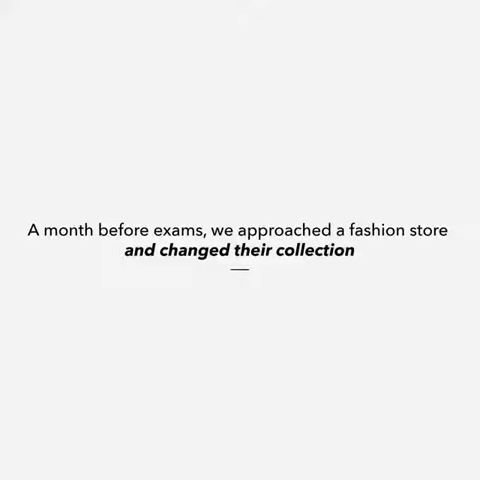 A month before exams, we approached a fashion store
and changed their collection